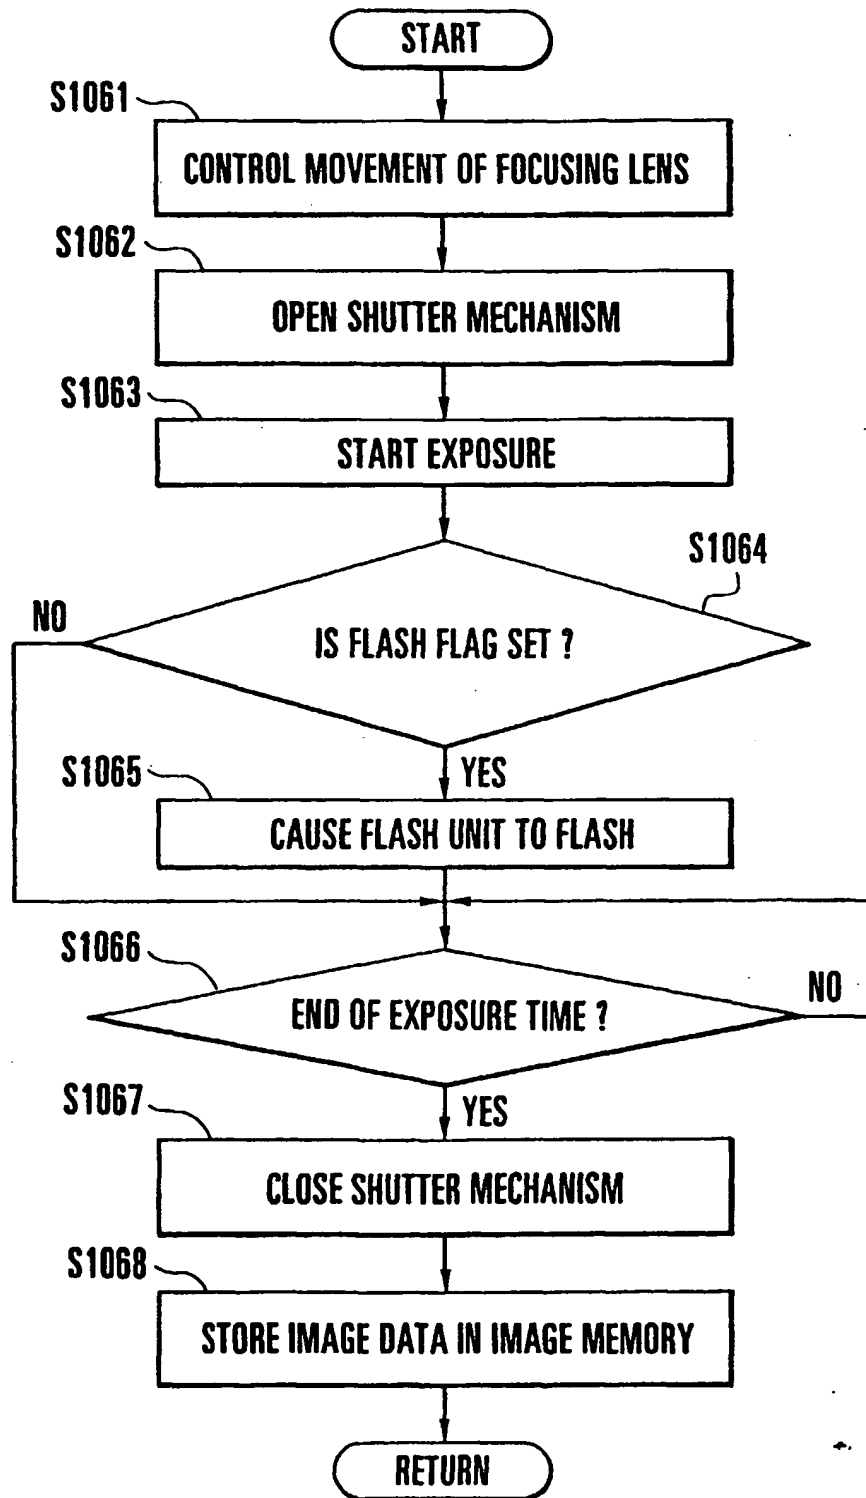 START
S1061
CONTROL MOVEMENT OF FOCUSING LENS
S1062
OPEN SHUTTER MECHANISM
S1063
START EXPOSURE
S1064
NO
IS FLASH FLAG SET ?
YES
S1065
CAUSE FLASH UNIT TO FLASH
S1066
END OF EXPOSURE TIME ?
NO
YES
S1067
CLOSE SHUTTER MECHANISM
S1068
STORE IMAGE DATA IN IMAGE MEMORY
RETURN